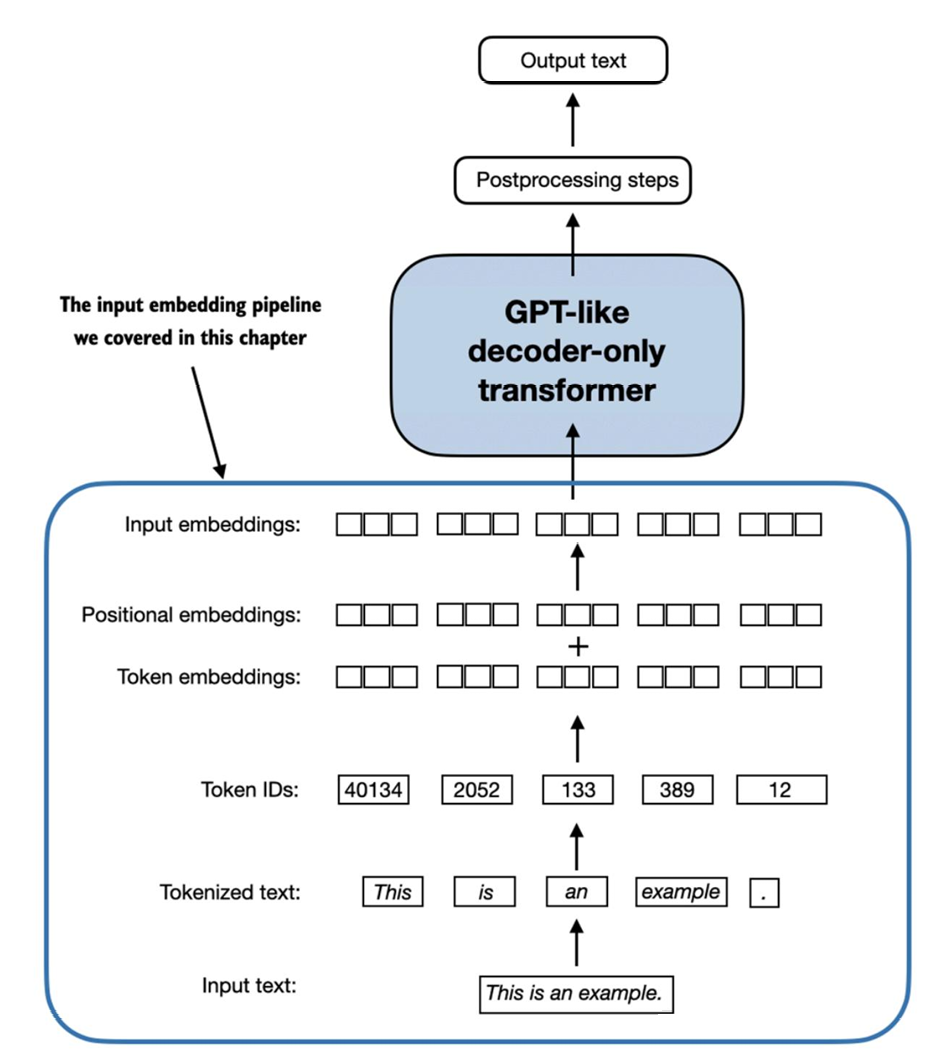 Output text
Postprocessing steps
GPT-like
decoder-only
transformer
The input embedding pipeline
we covered in this chapter
Input embeddings:
Positional embeddings:
+
Token embeddings:
Token IDs: 40134 2052 133 389 12
Tokenized text: This is an example .
Input text: This is an example.